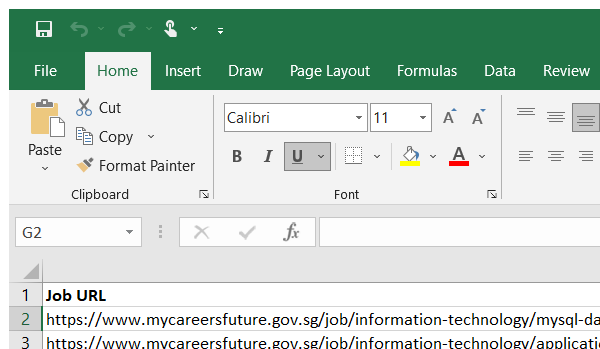 File Home Insert Draw Page Layout Formulas Data Review
Cut
Copy
Format Painter
Paste
Clipboard
Calibri 11 A A
B I U A
Font
G2 fx
1 Job URL
2 https://www.mycareersfuture.gov.sg/job/information-technology/mysql-da
3 https://www.mycareersfuture.gov.sg/job/information-technology/applicati